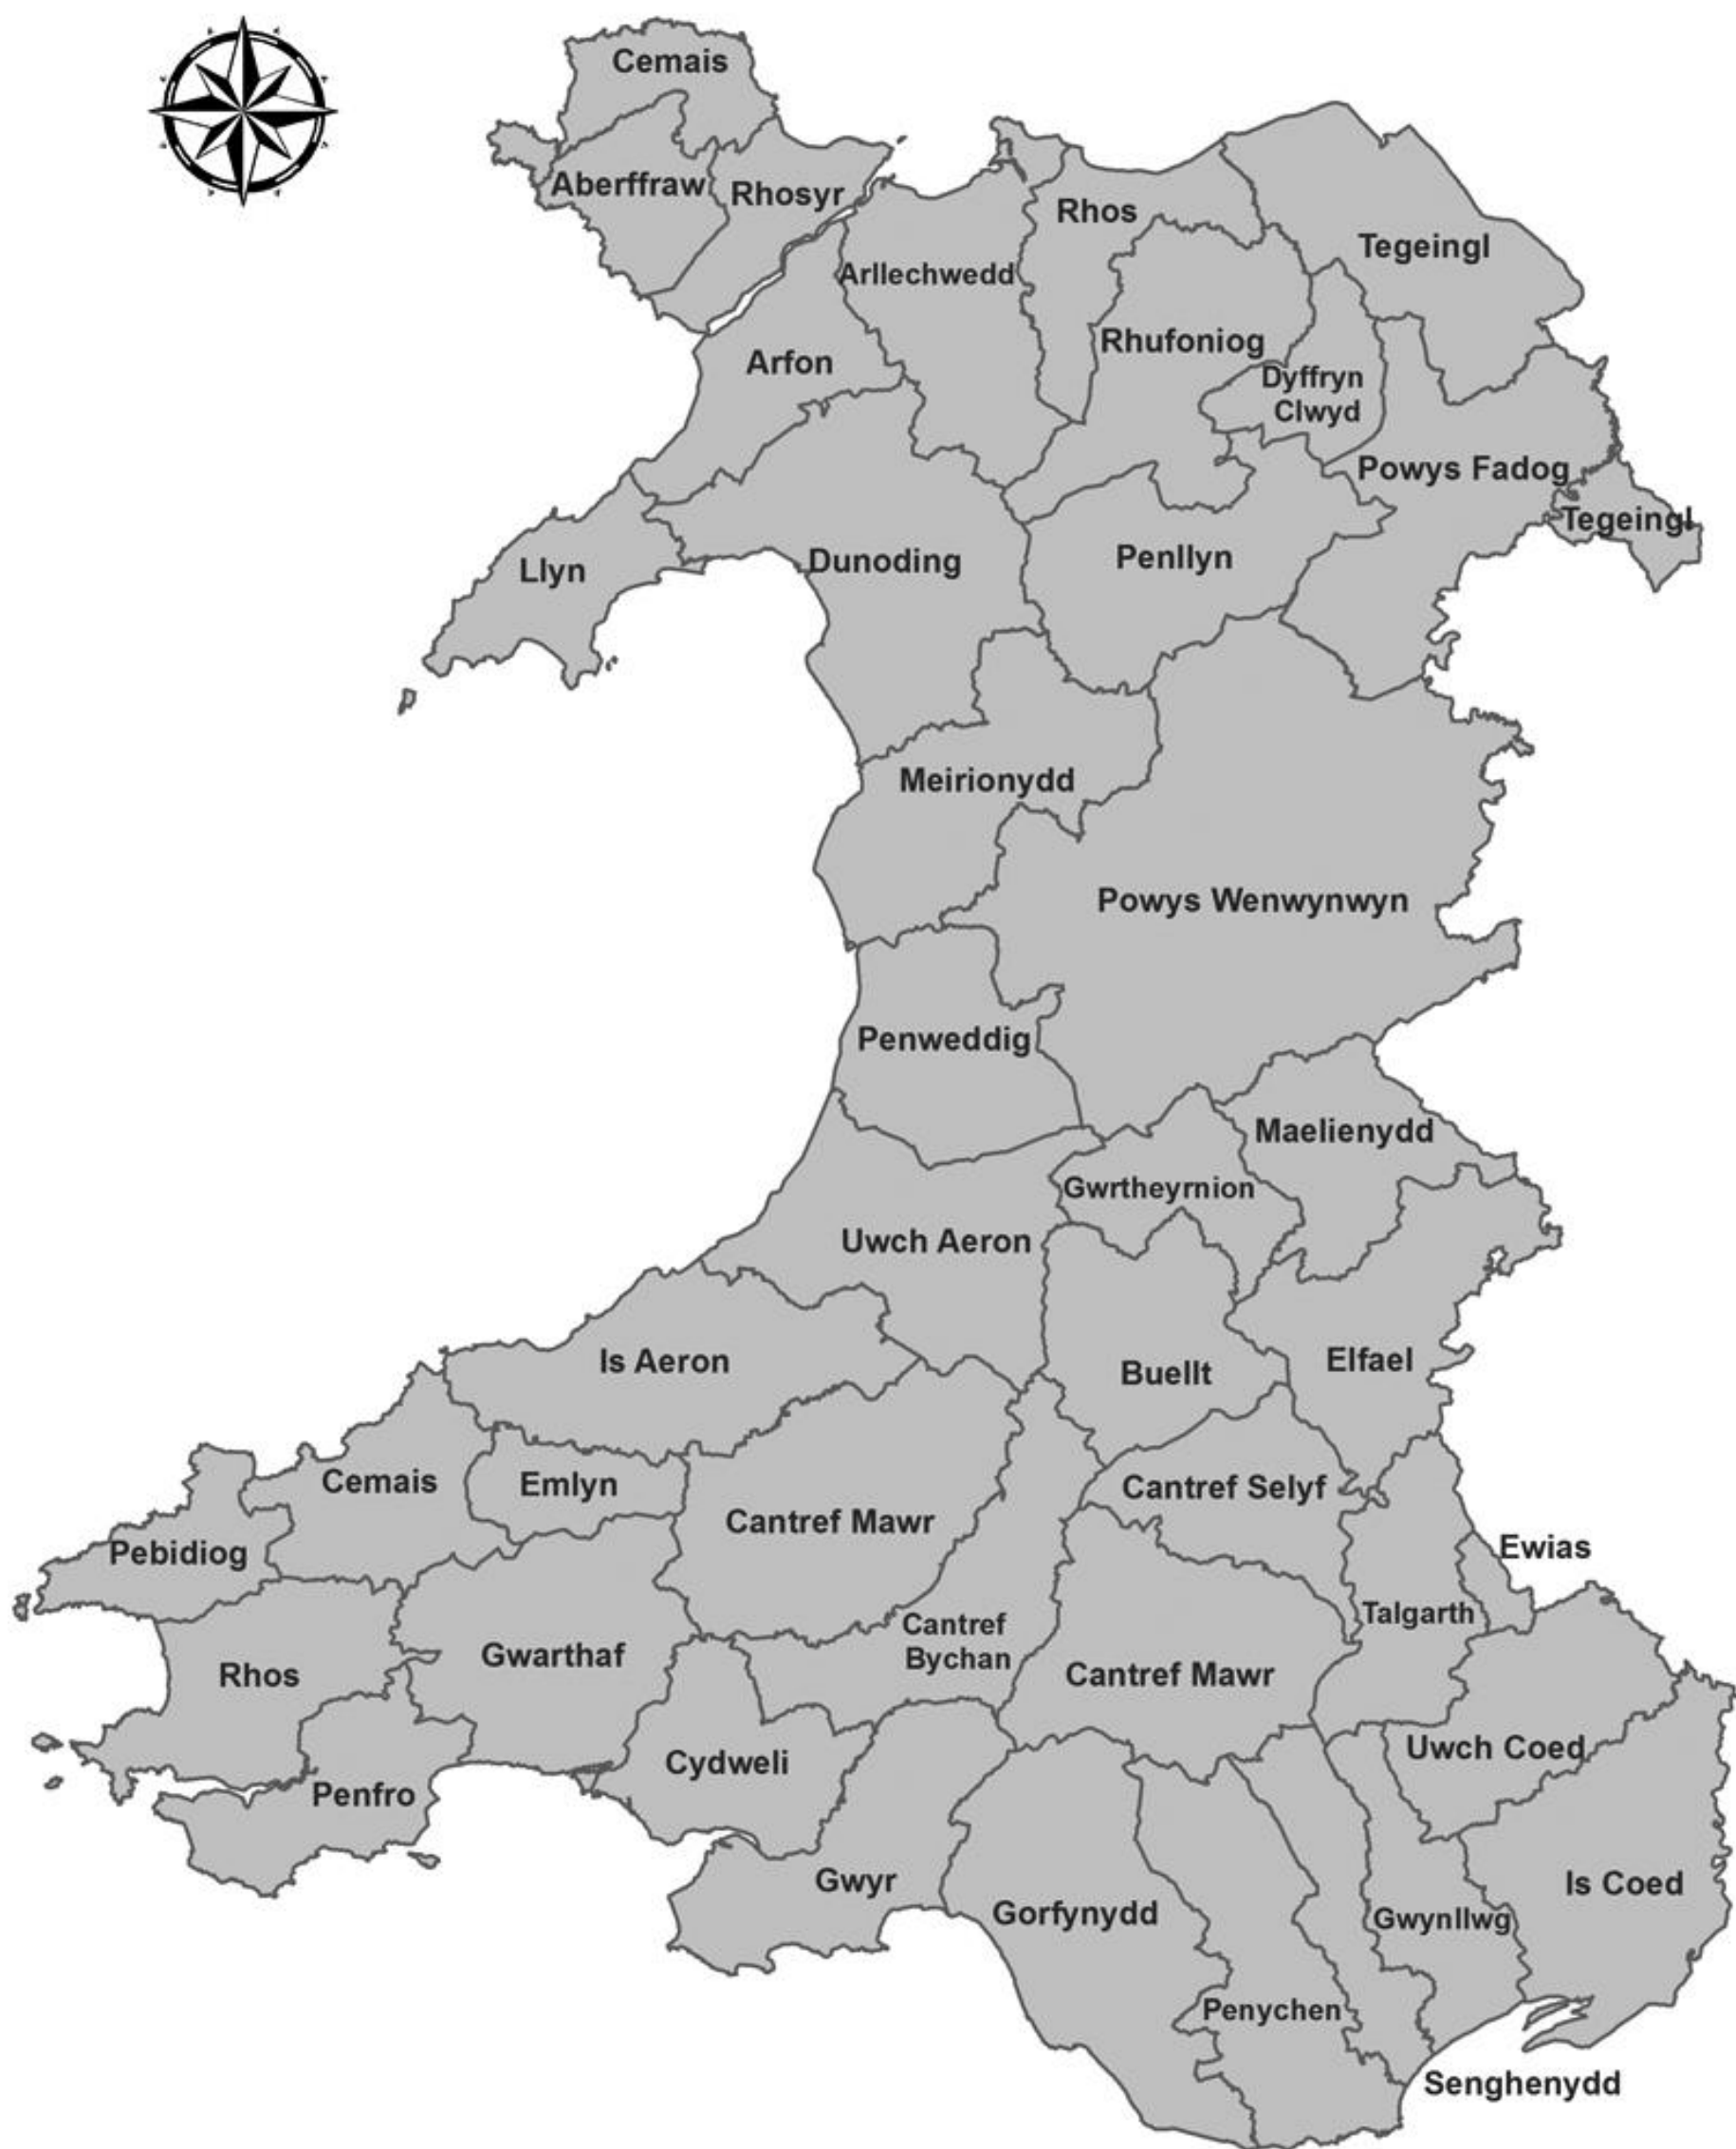 Cemais
Aberffraw
Rhosyr
Rhos
Tegeingl
Arllechwedd
Arfon
Rhufoniog
Dyffryn
Clwyd
Powys Fadog
Tegeingl
Llyn
Dunoding
Penllyn
Meirionydd
Powys Wenwynwyn
Penweddig
Maelienydd
Gwrtheyrnion
Uwch Aeron
Is Aeron
Buellt
Elfael
Cemais
Emlyn
Cantref Selyf
Cantref Mawr
Pebidiog
Ewias
Talgarth
Cantref
Bychan
Gwarthaf
Rhos
Cantref Mawr
Uwch Coed
Cydweli
Penfro
Gwyr
Is Coed
Gorfynydd
Gwynllwg
Penychen
Senghenydd